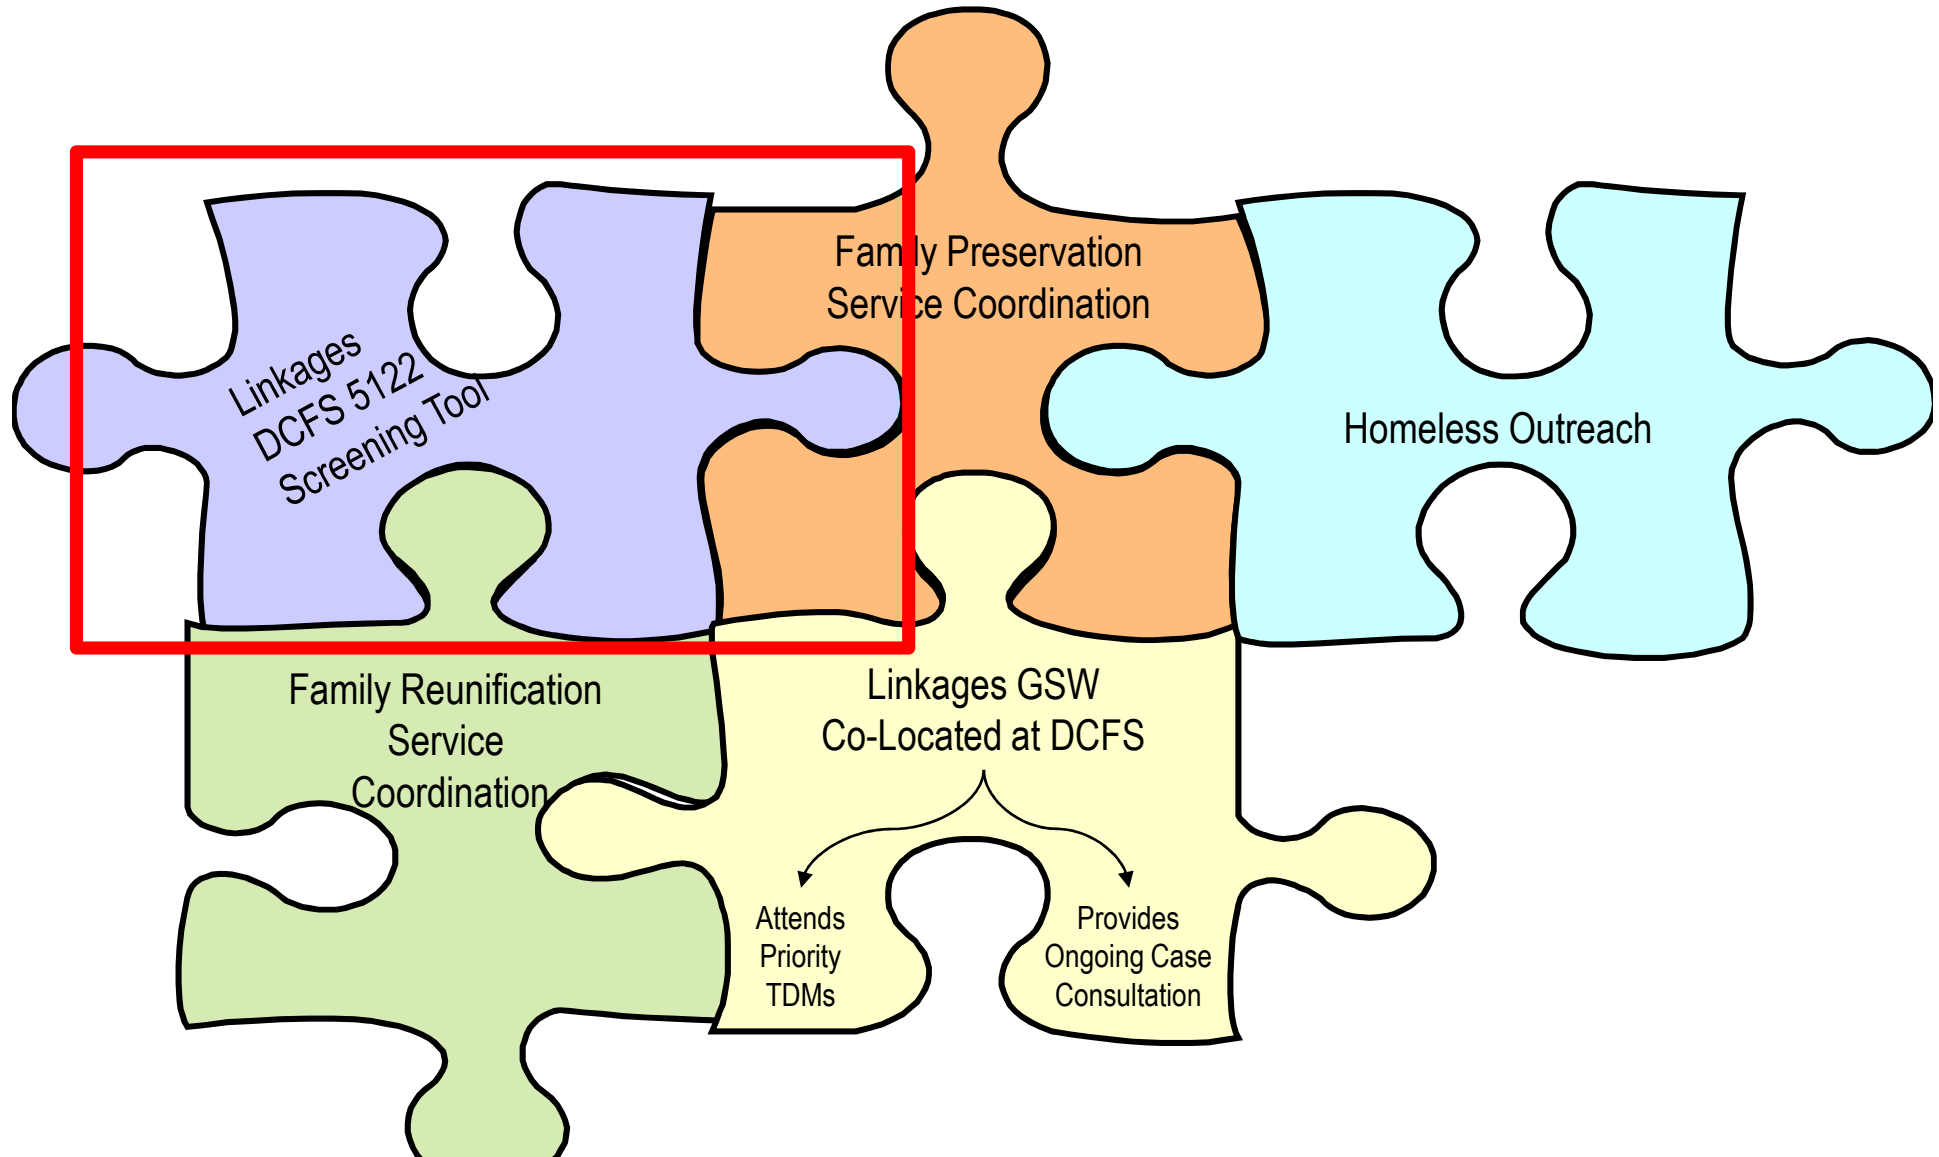 Linkages
DCFS 5122
Screening Tool
Family Preservation
Service Coordination
Homeless Outreach
Family Reunification
Service
Coordination
Linkages GSW
Co-Located at DCFS
Attends
Priority
TDMs
Provides
Ongoing Case
Consultation